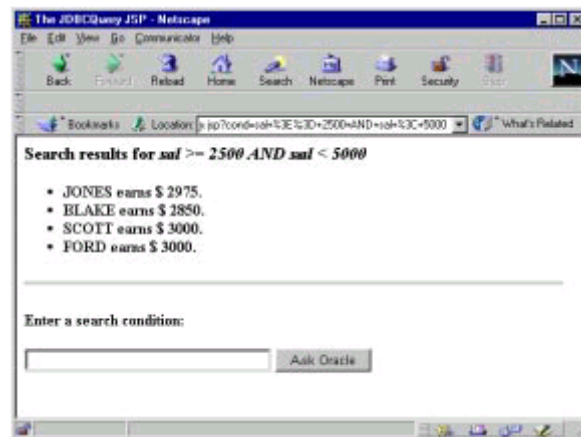 The JDBCQuery JSP - Netscape
File Edit View Go Communicator Help
Back Forward Reload Home Search Netscape Print Security Stop
N
Bookmarks Location: jsp?cond=sal+%3E%3D+2500+AND+sal+%3C+5000 What's Related
Search results for sal >= 2500 AND sal < 5000
• JONES earns $ 2975.
• BLAKE earns $ 2850.
• SCOTT earns $ 3000.
• FORD earns $ 3000.
Enter a search condition:
Ask Oracle